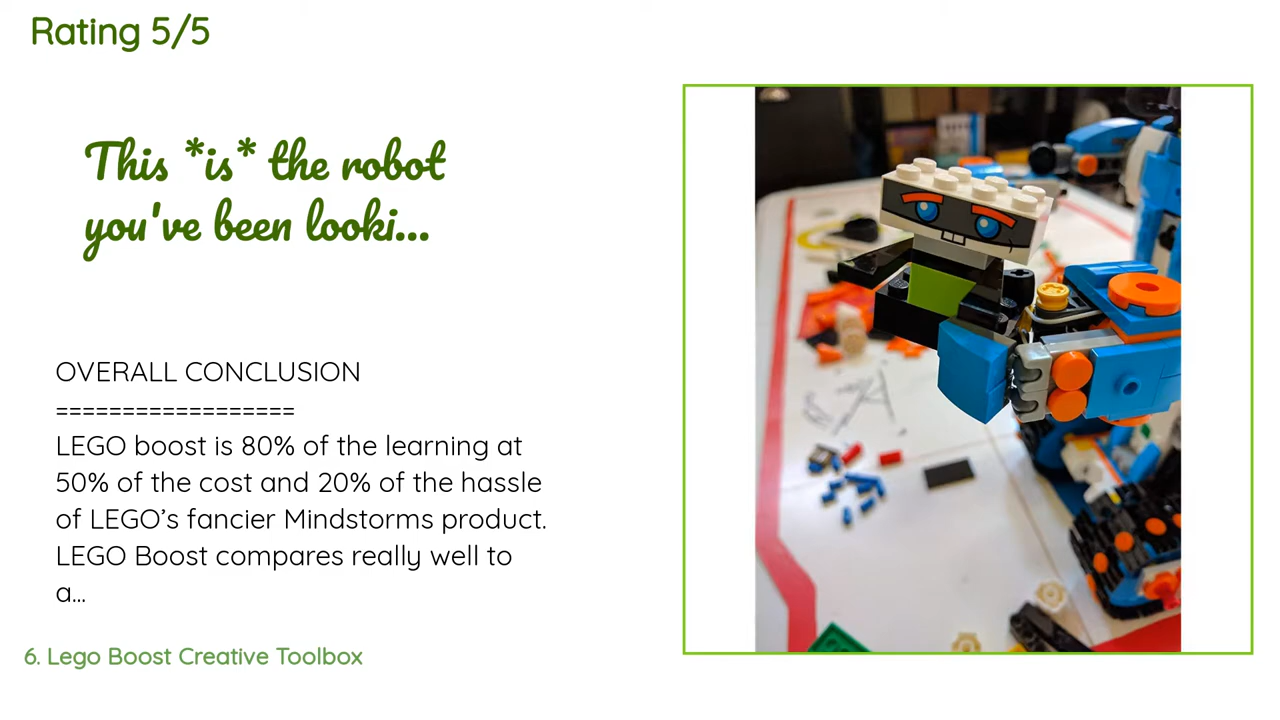 Rating 5/5
This *is* the robot
you've been looki...
OVERALL CONCLUSION
==================
LEGO boost is 80% of the learning at
50% of the cost and 20% of the hassle
of LEGO’s fancier Mindstorms product.
LEGO Boost compares really well to
a...
6. Lego Boost Creative Toolbox